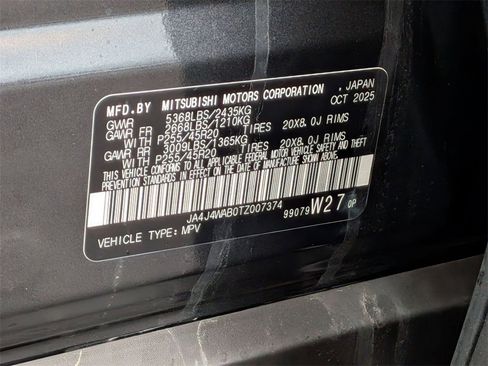 MFD.BY MITSUBISHI MOTORS CORPORATION , JAPAN
OCT 2025
GVWR 5368LBS/2435KG
GAWR FR 2668LBS/1210KG
WITH P255/45R20 TIRES 20X8.0J RIMS
GAWR RR 3009LBS/1365KG
WITH P255/45R20 TIRES 20X8.0J RIMS
THIS VEHICLE CONFORMS TO ALL APPLICABLE FEDERAL MOTOR VEHICLE SAFETY AND THEFT
PREVENTION STANDARDS IN EFFECT ON THE DATE OF MANUFACTURE SHOWN ABOVE.
JA4J4WAB0TZ007374
99079 W27 0P
VEHICLE TYPE: MPV